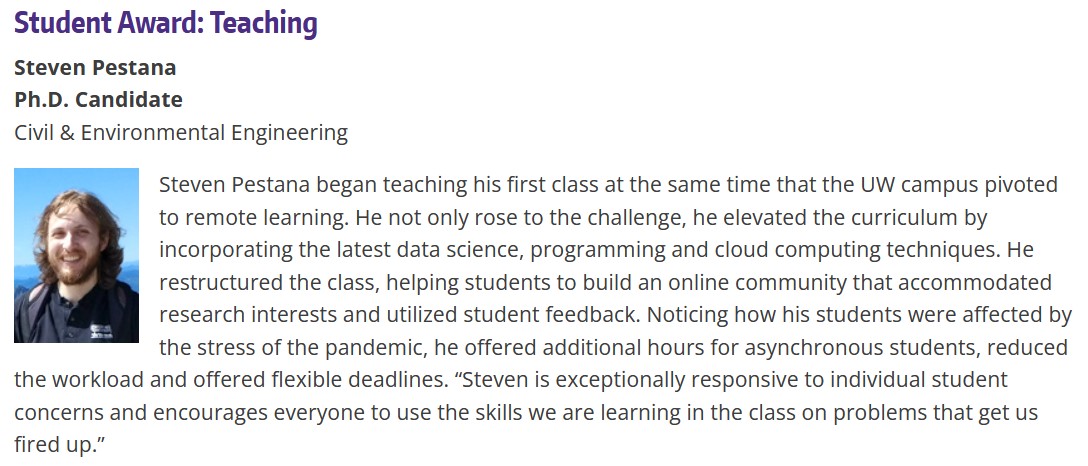 Student Award: Teaching
Steven Pestana
Ph.D. Candidate
Civil & Environmental Engineering
Steven Pestana began teaching his first class at the same time that the UW campus pivoted
to remote learning. He not only rose to the challenge, he elevated the curriculum by
incorporating the latest data science, programming and cloud computing techniques. He
restructured the class, helping students to build an online community that accommodated
research interests and utilized student feedback. Noticing how his students were affected by
the stress of the pandemic, he offered additional hours for asynchronous students, reduced
the workload and offered flexible deadlines. “Steven is exceptionally responsive to individual student
concerns and encourages everyone to use the skills we are learning in the class on problems that get us
fired up.”